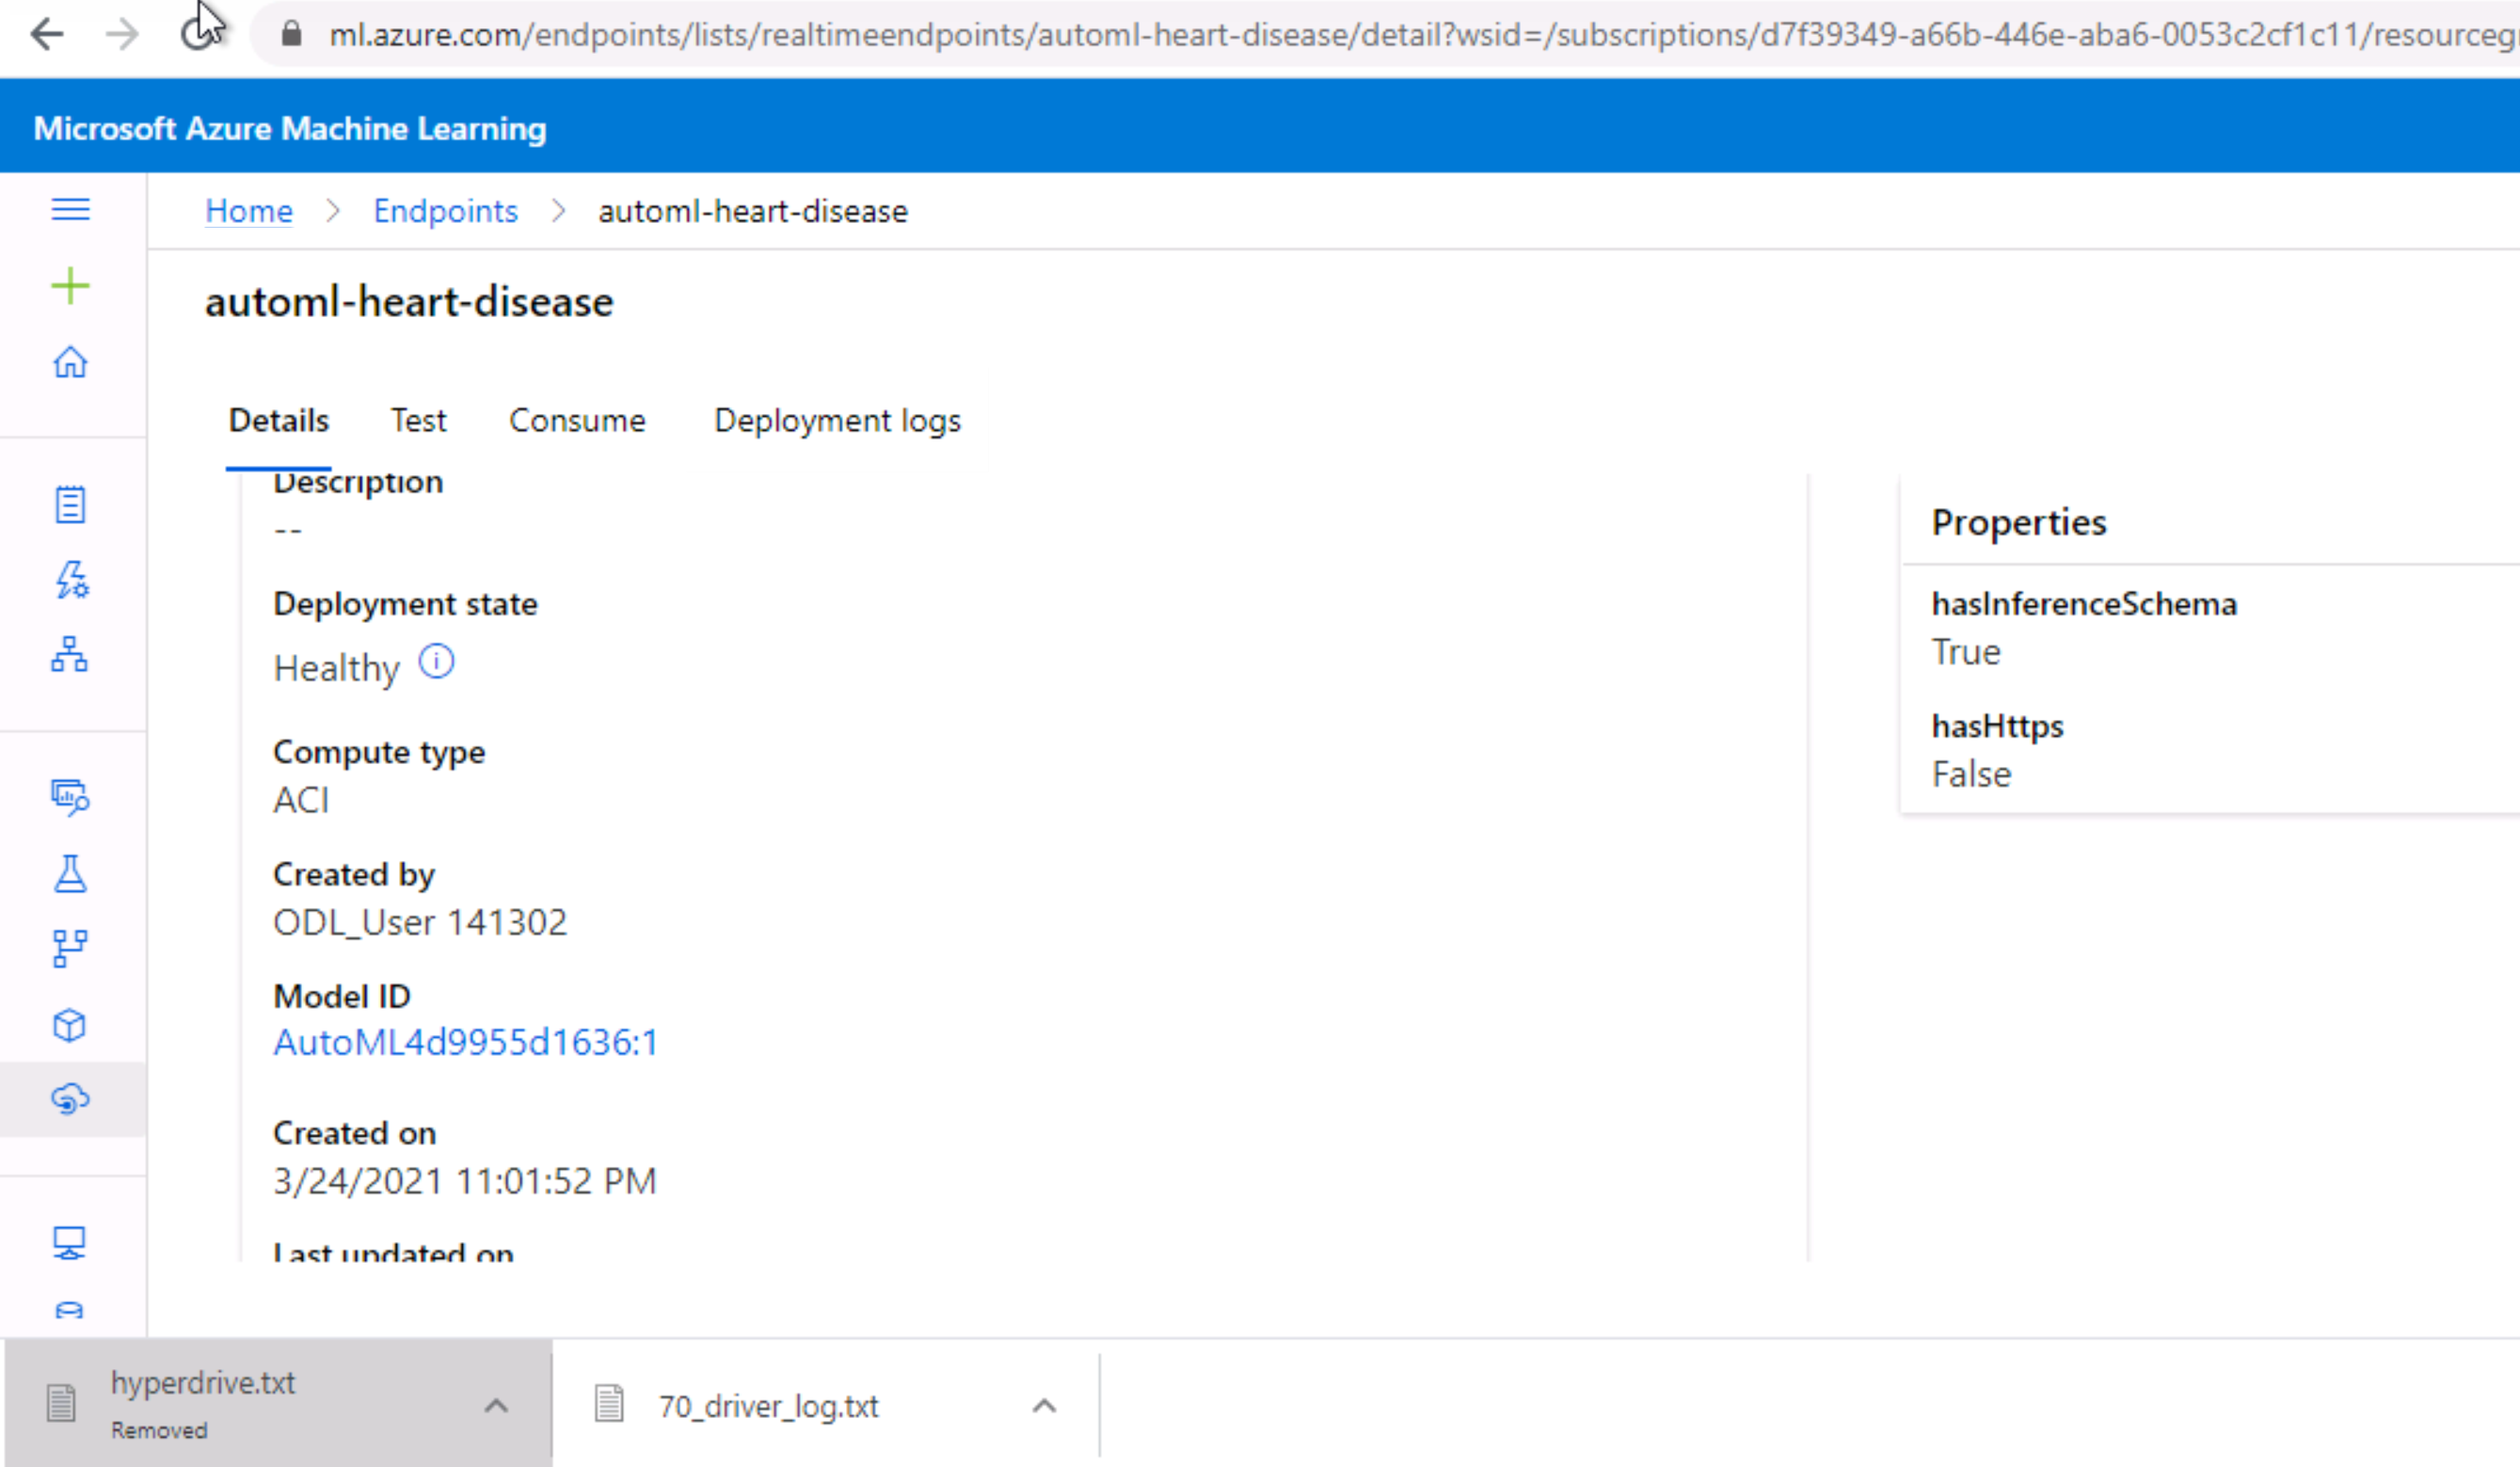 ml.azure.com/endpoints/lists/realtimeendpoints/automl-heart-disease/detail?wsid=/subscriptions/d7f39349-a66b-446e-aba6-0053c2cf1c11/resourceg
Microsoft Azure Machine Learning
Home > Endpoints > automl-heart-disease
automl-heart-disease
Details Test Consume Deployment logs
Description
--
Deployment state
Healthy
Compute type
ACI
Created by
ODL_User 141302
Model ID
AutoML4d9955d1636:1
Created on
3/24/2021 11:01:52 PM
Last updated on
Properties
hasInferenceSchema
True
hasHttps
False
hyperdrive.txt
Removed
70_driver_log.txt